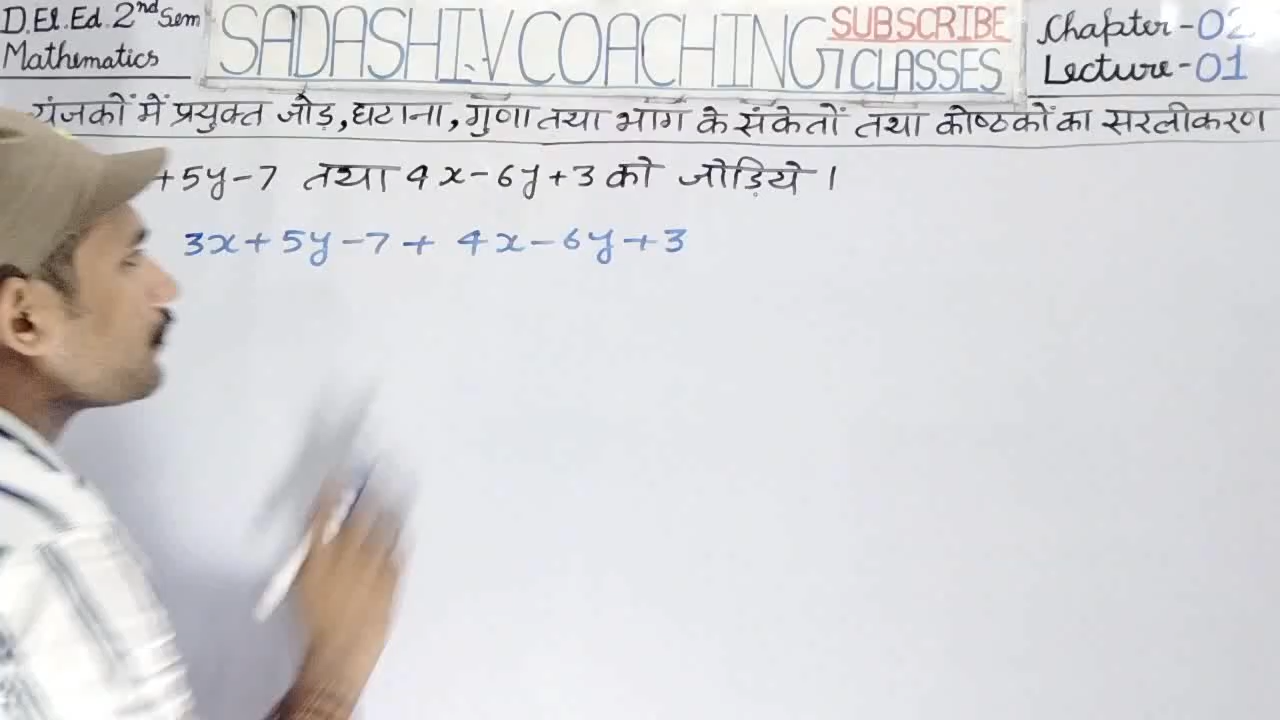 D.El.Ed. 2nd Sem
Mathematics
SADASHIV COACHING CLASSES
SUBSCRIBE
Chapter-02
Lecture-01
व्यंजकों में प्रयुक्त जोड़, घटाना, गुणा तथा भाग के संकेतों तथा कोष्ठकों का सरलीकरण
+5y-7 तथा 4x-6y+3 को जोड़िये ।
3x+5y-7+ 4x-6y+3